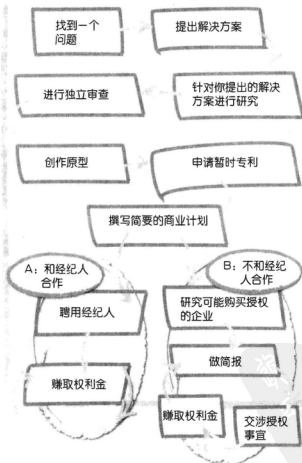 找到一个
问题
提出解决方案
进行独立审查
针对你提出的解决
方案进行研究
创作原型
申请暂时专利
撰写简要的商业计划
A：和经纪人
合作
B：不和经纪
人合作
聘用经纪人
研究可能购买授权
的企业
做简报
赚取权利金
赚取权利金
交涉授权
事宜